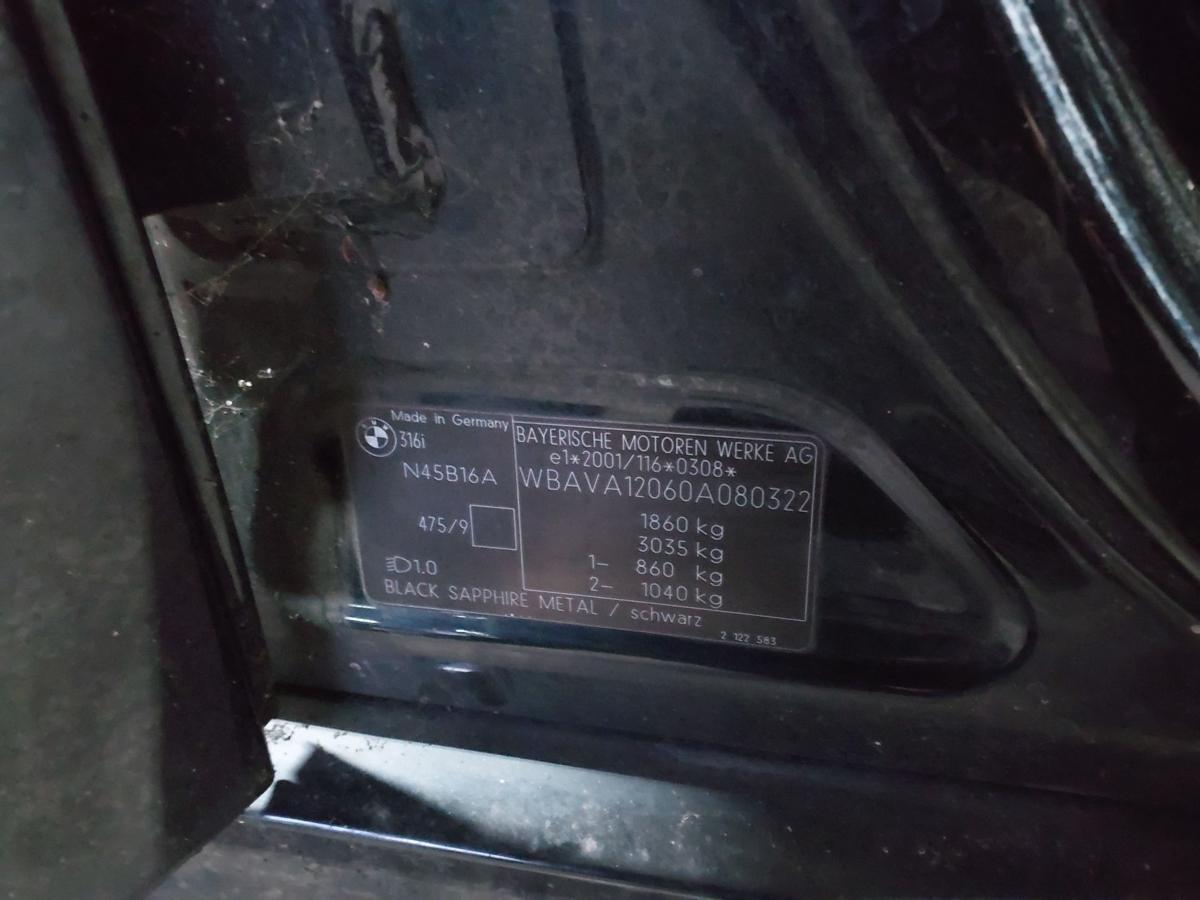 Made in Germany
316i
N45B16A
475/9
1.0
BAYERISCHE MOTOREN WERKE AG
e1*2001/116*0308*
WBAVA12060A080322
1860 kg
3035 kg
1- 860 kg
2- 1040 kg
BLACK SAPPHIRE METAL / schwarz
2 122 583